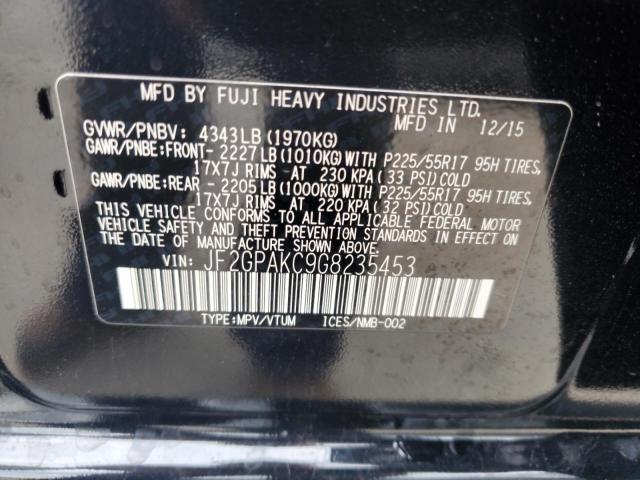 MFD BY FUJI HEAVY INDUSTRIES LTD.
MFD IN 12/15
GVWR/PNBV: 4343LB (1970KG)
GAWR/PNBE: FRONT- 2227LB (1010KG) WITH P225/55R17 95H TIRES,
17X7J RIMS AT 230 KPA (33 PSI) COLD
GAWR/PNBE: REAR - 2205LB (1000KG) WITH P225/55R17 95H TIRES,
17X7J RIMS AT 220 KPA (32 PSI) COLD
THIS VEHICLE CONFORMS TO ALL APPLICABLE FEDERAL MOTOR
VEHICLE SAFETY AND THEFT PREVENTION STANDARDS IN EFFECT
ON THE DATE OF MANUFACTURE SHOWN ABOVE.
VIN: JF2GPAKC9G8235453
TYPE:MPV/VTUM ICES/NMB-002